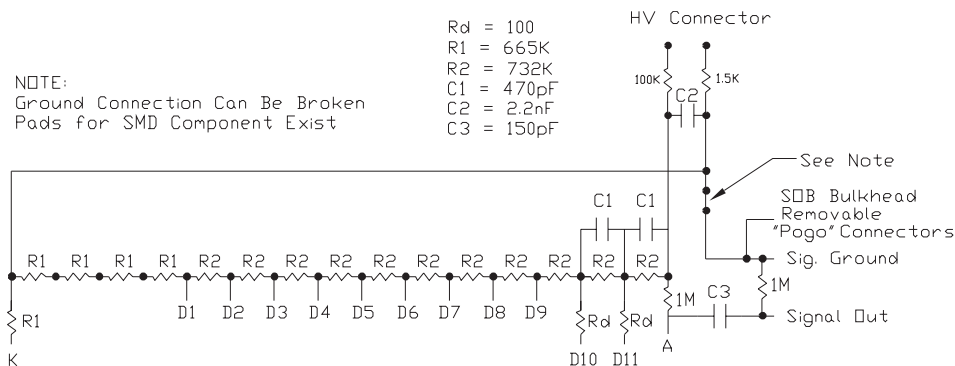 HV Connector
Rd = 100
R1 = 665K
R2 = 732K
C1 = 470pF
C2 = 2.2nF
C3 = 150pF
NOTE:
Ground Connection Can Be Broken
Pads for SMD Component Exist
100K
1.5K
C2
See Note
SOB Bulkhead
Removable
"Pogo" Connectors
C1 C1
R1 R1 R1 R1 R2 R2 R2 R2 R2 R2 R2 R2 R2 R2 R2
Sig. Ground
1M C3 1M
D1 D2 D3 D4 D5 D6 D7 D8 D9
R1 Rd Rd
Signal Out
K D10 D11 A